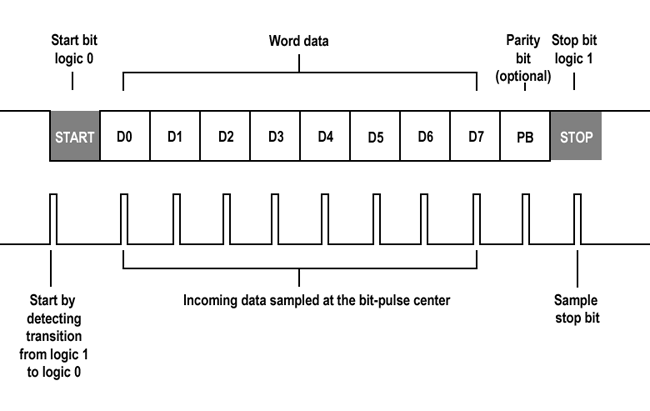 Start bit
logic 0
Word data
Parity
bit
(optional)
Stop bit
logic 1
START
D0
D1
D2
D3
D4
D5
D6
D7
PB
STOP
Start by
detecting
transition
from logic 1
to logic 0
Incoming data sampled at the bit-pulse center
Sample
stop bit